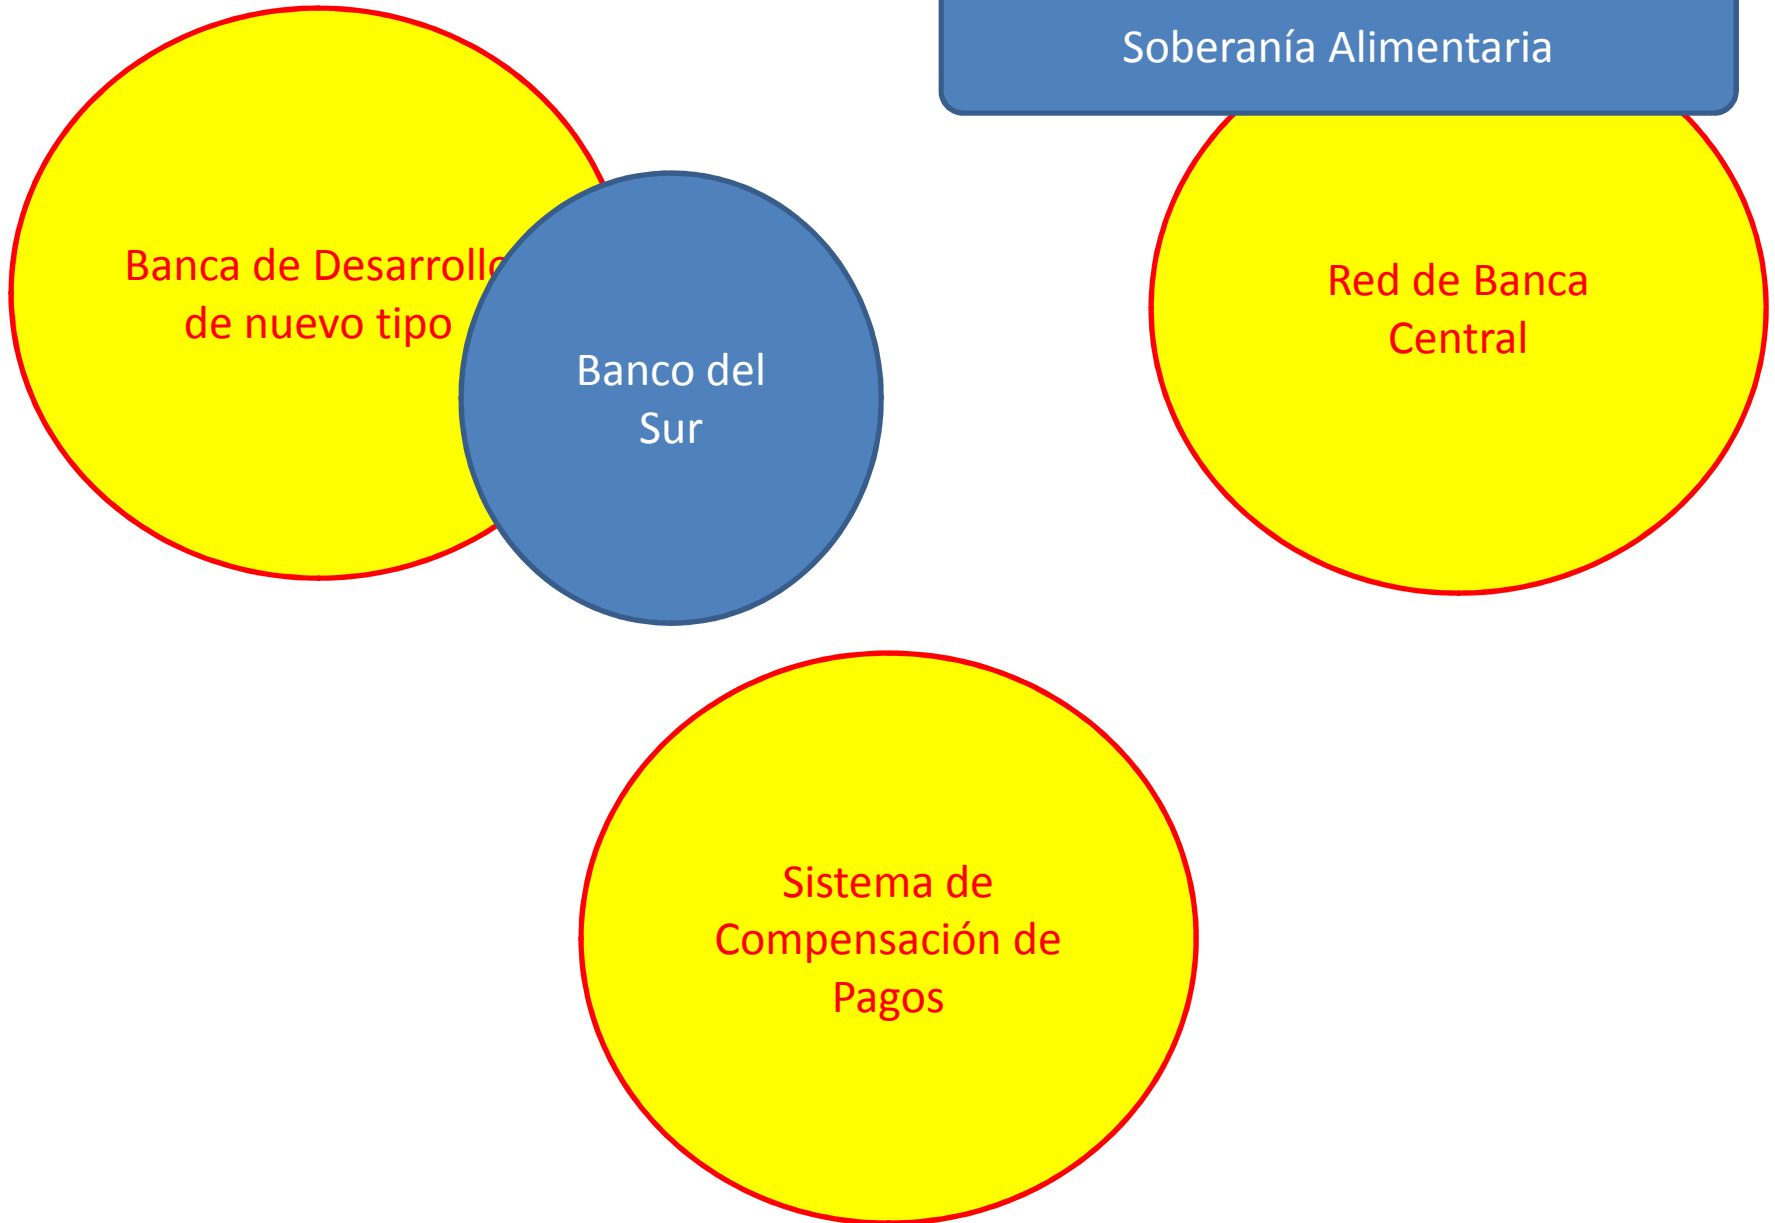 Soberanía Alimentaria
Banca de Desarrollo
de nuevo tipo
Banco del
Sur
Red de Banca
Central
Sistema de
Compensación de
Pagos